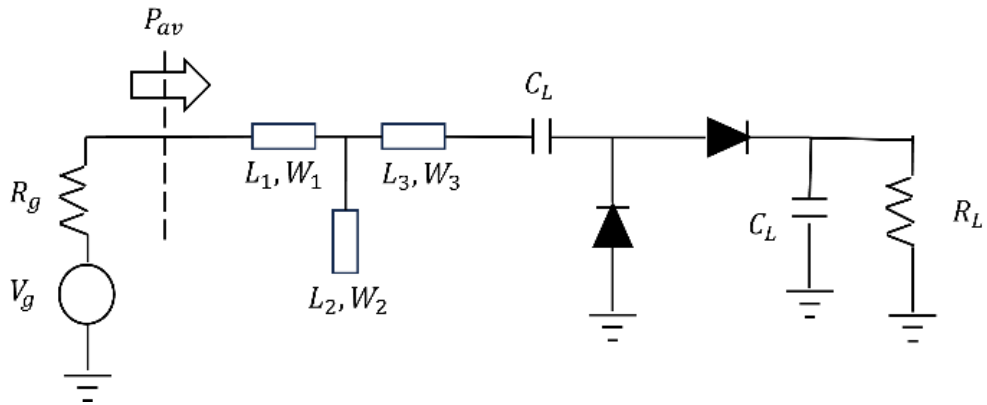 P_av
C_L
L_1, W_1
L_3, W_3
R_g
C_L
R_L
V_g
L_2, W_2